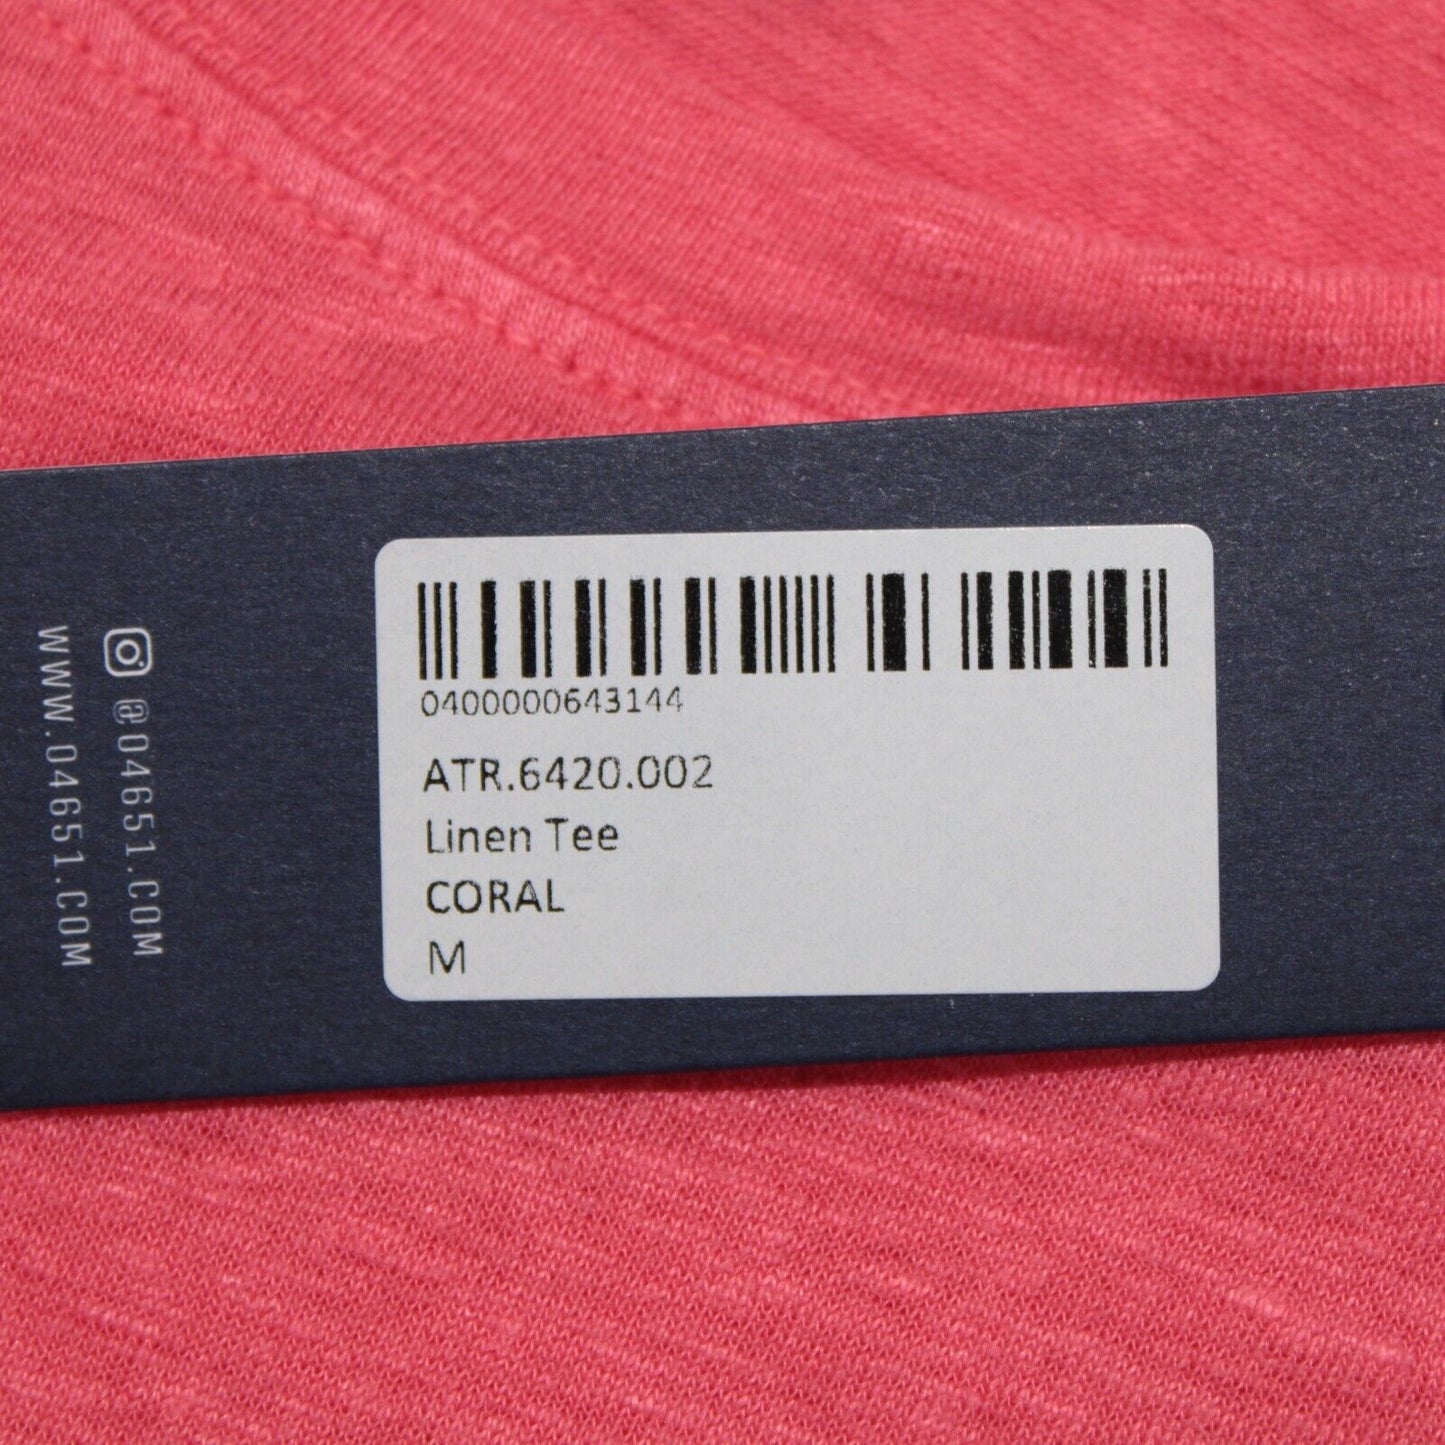 @04651.COM
WWW.04651.COM
0400000643144
ATR.6420.002
Linen Tee
CORAL
M